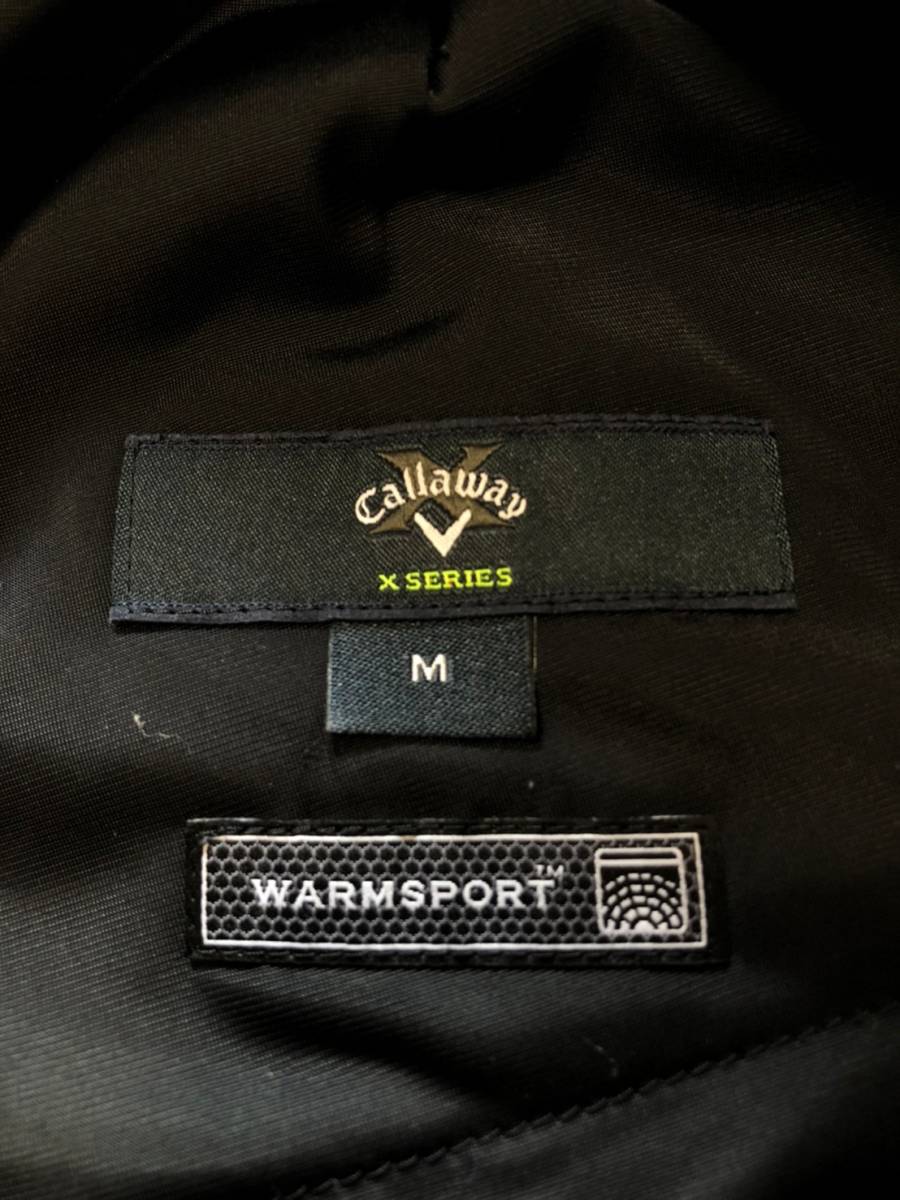 X
Callaway
X SERIES
M
WARMSPORT™